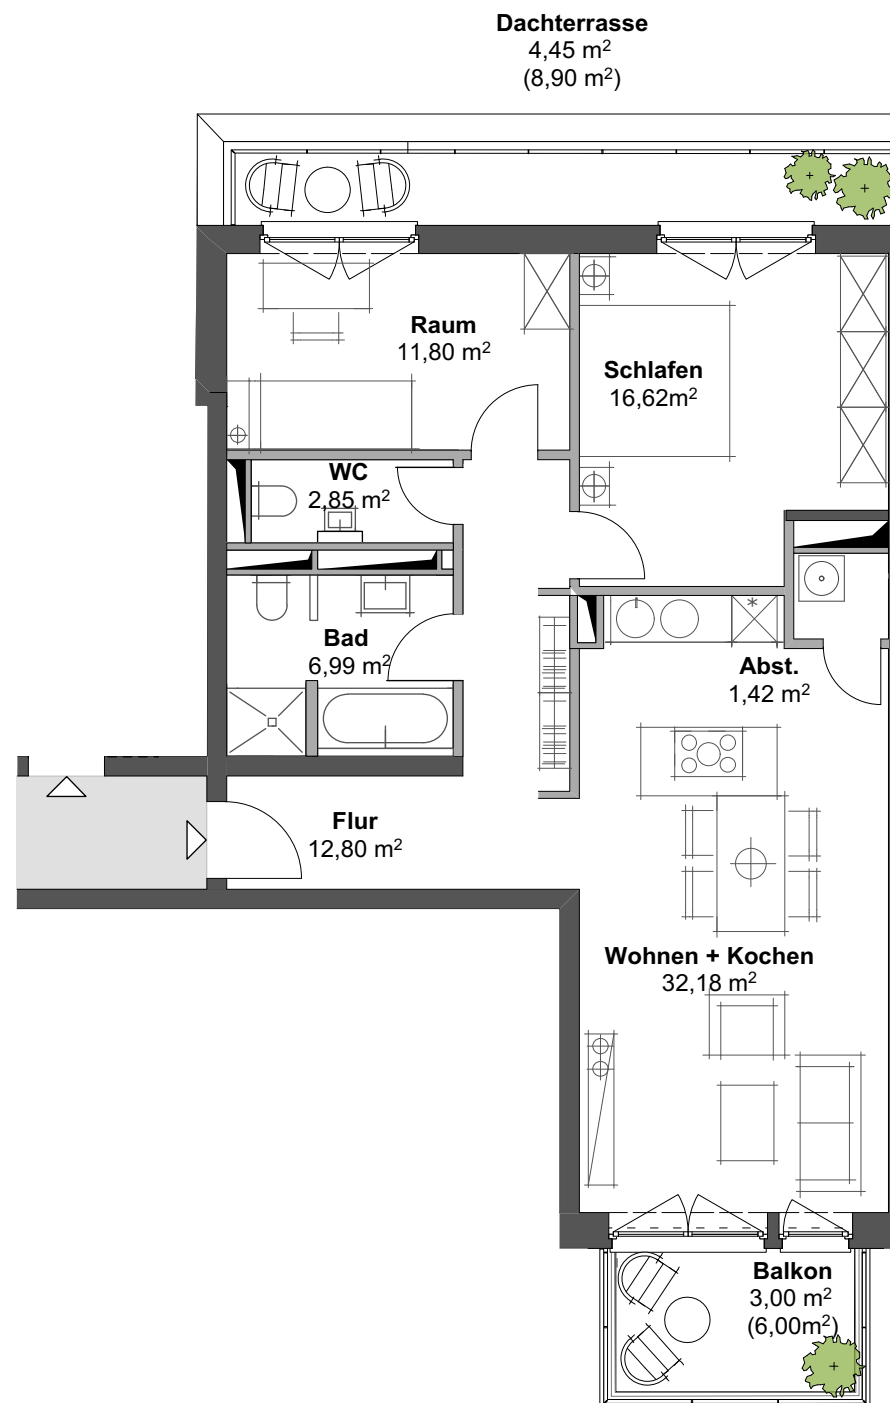 Dachterrasse
4,45 m²
(8,90 m²)
Raum
11,80 m²
Schlafen
16,62m²
WC
2,85 m²
Bad
6,99 m²
Abst.
1,42 m²
Flur
12,80 m²
Wohnen + Kochen
32,18 m²
Balkon
3,00 m²
(6,00m²)